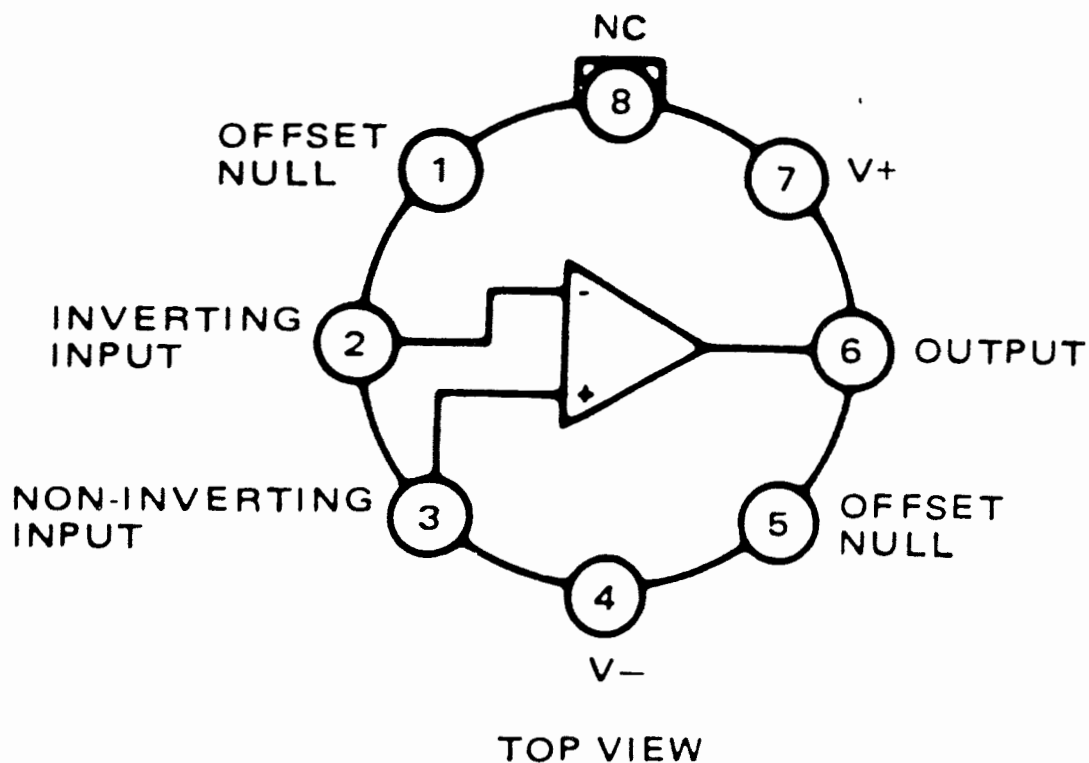 NC
8
OFFSET
NULL
1
7
V+
INVERTING
INPUT
2
-
+
6
OUTPUT
NON-INVERTING
INPUT
3
5
OFFSET
NULL
4
V–
TOP VIEW